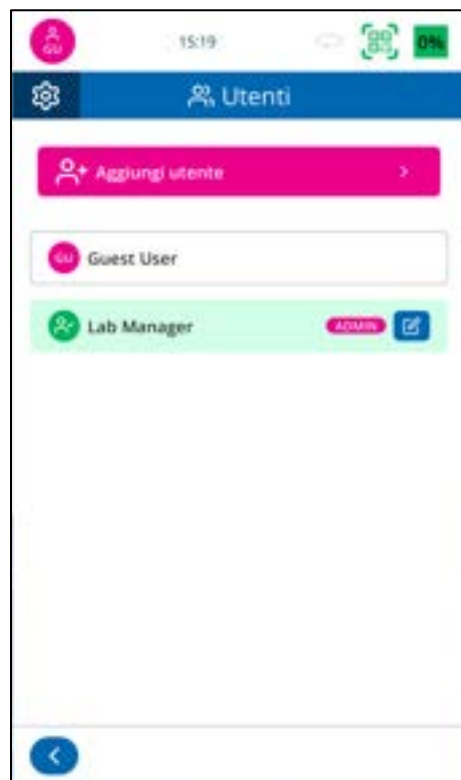 GU
15:19
0%
Utenti
Aggiungi utente
GU Guest User
Lab Manager ADMIN